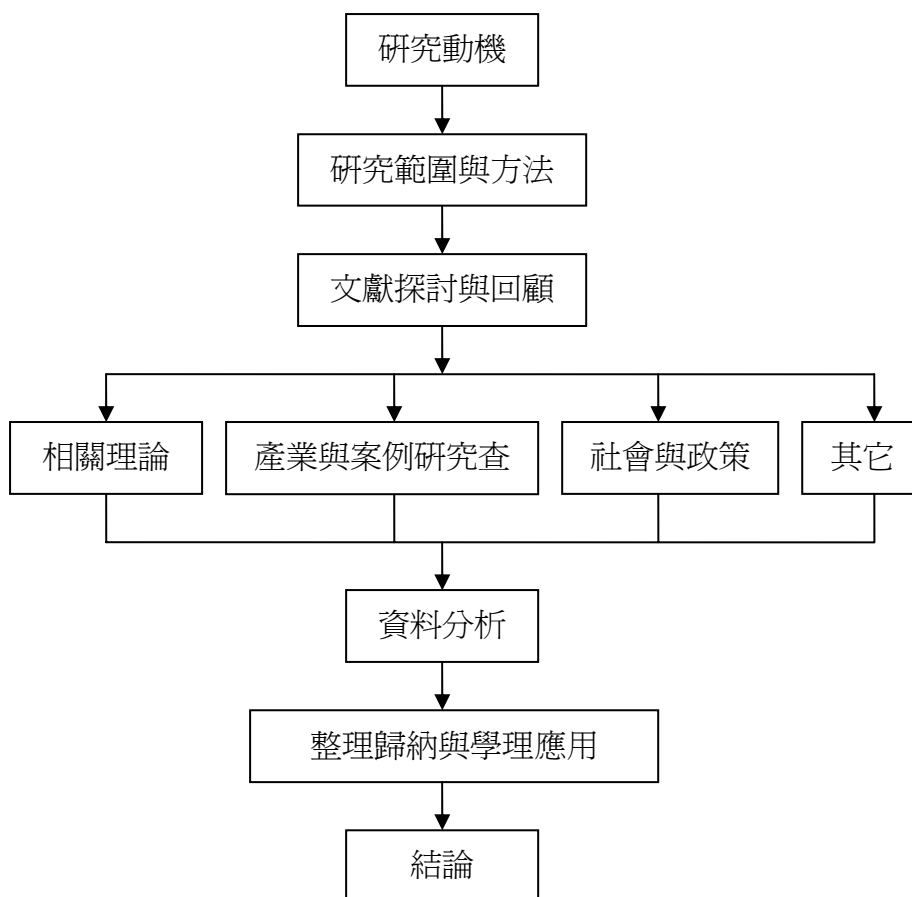 研究動機
研究範圍與方法
文獻探討與回顧
相關理論
產業與案例研究查
社會與政策
其它
資料分析
整理歸納與學理應用
結論